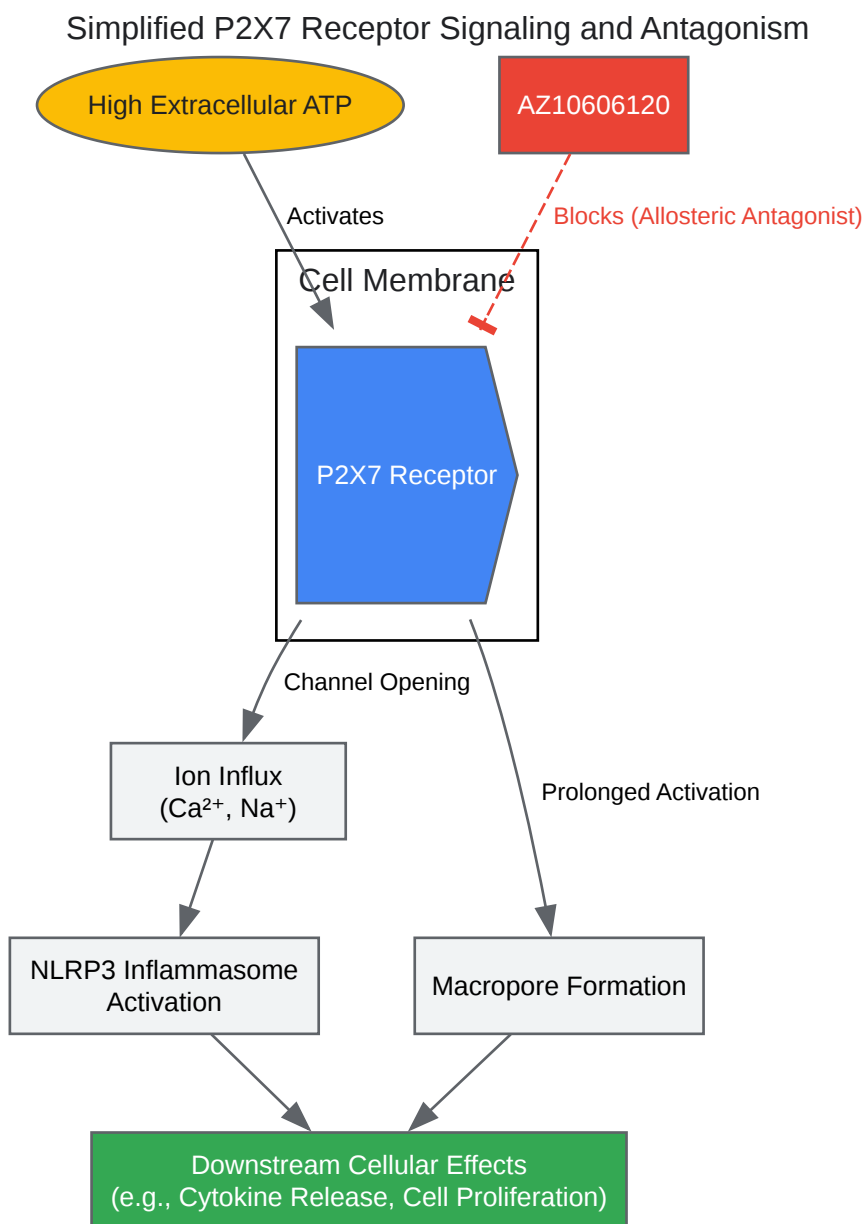 Simplified P2X7 Receptor Signaling and Antagonism
High Extracellular ATP
AZ10606120
Activates
Blocks (Allosteric Antagonist)
Cell Membrane
P2X7 Receptor
Channel Opening
Ion Influx
(Ca²⁺, Na⁺)
Prolonged Activation
NLRP3 Inflammasome
Activation
Macropore Formation
Downstream Cellular Effects
(e.g., Cytokine Release, Cell Proliferation)